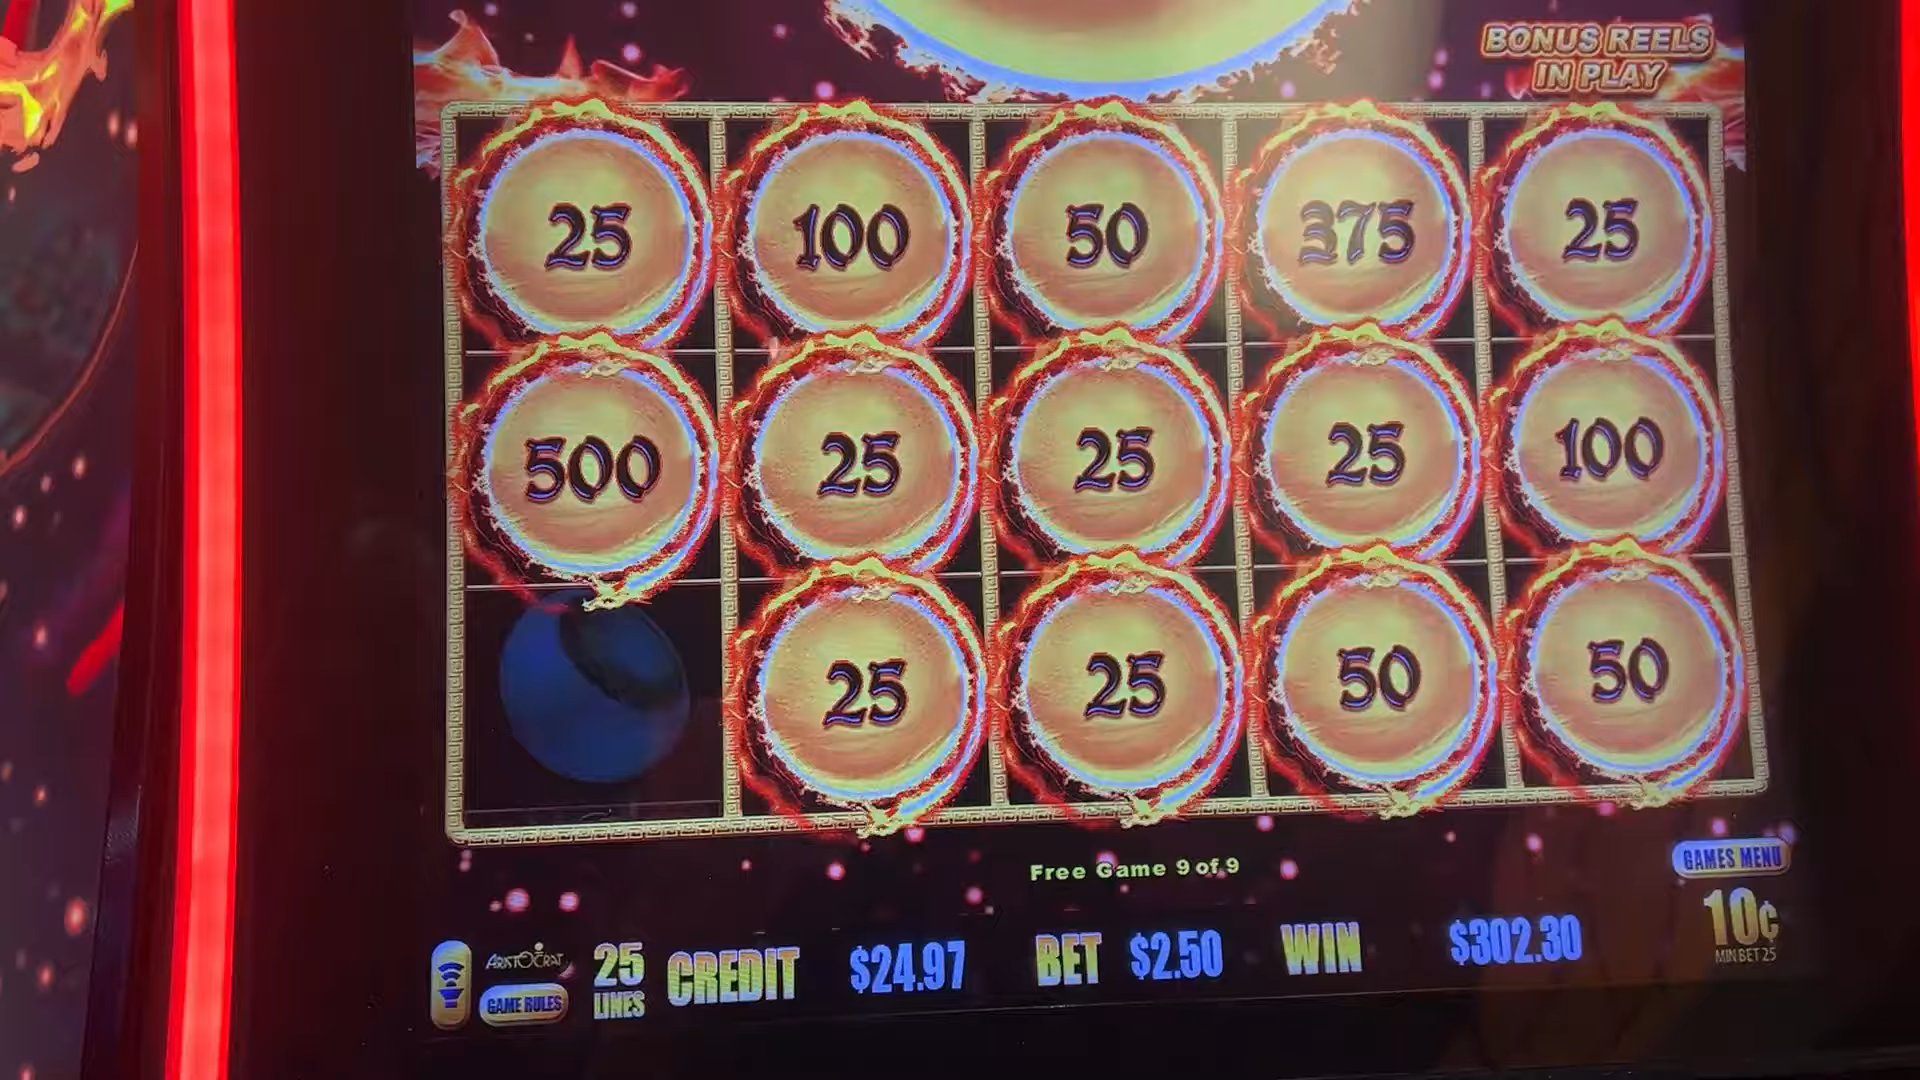 BONUS REELS
IN PLAY
25 100 50 375 25
500 25 25 25 100
25 25 50 50
Free Game 9 of 9
GAMES MENU
10¢
MIN BET 25
ARISTOCRAT
GAME RULES
25
LINES
CREDIT $24.97 BET $2.50 WIN $302.30